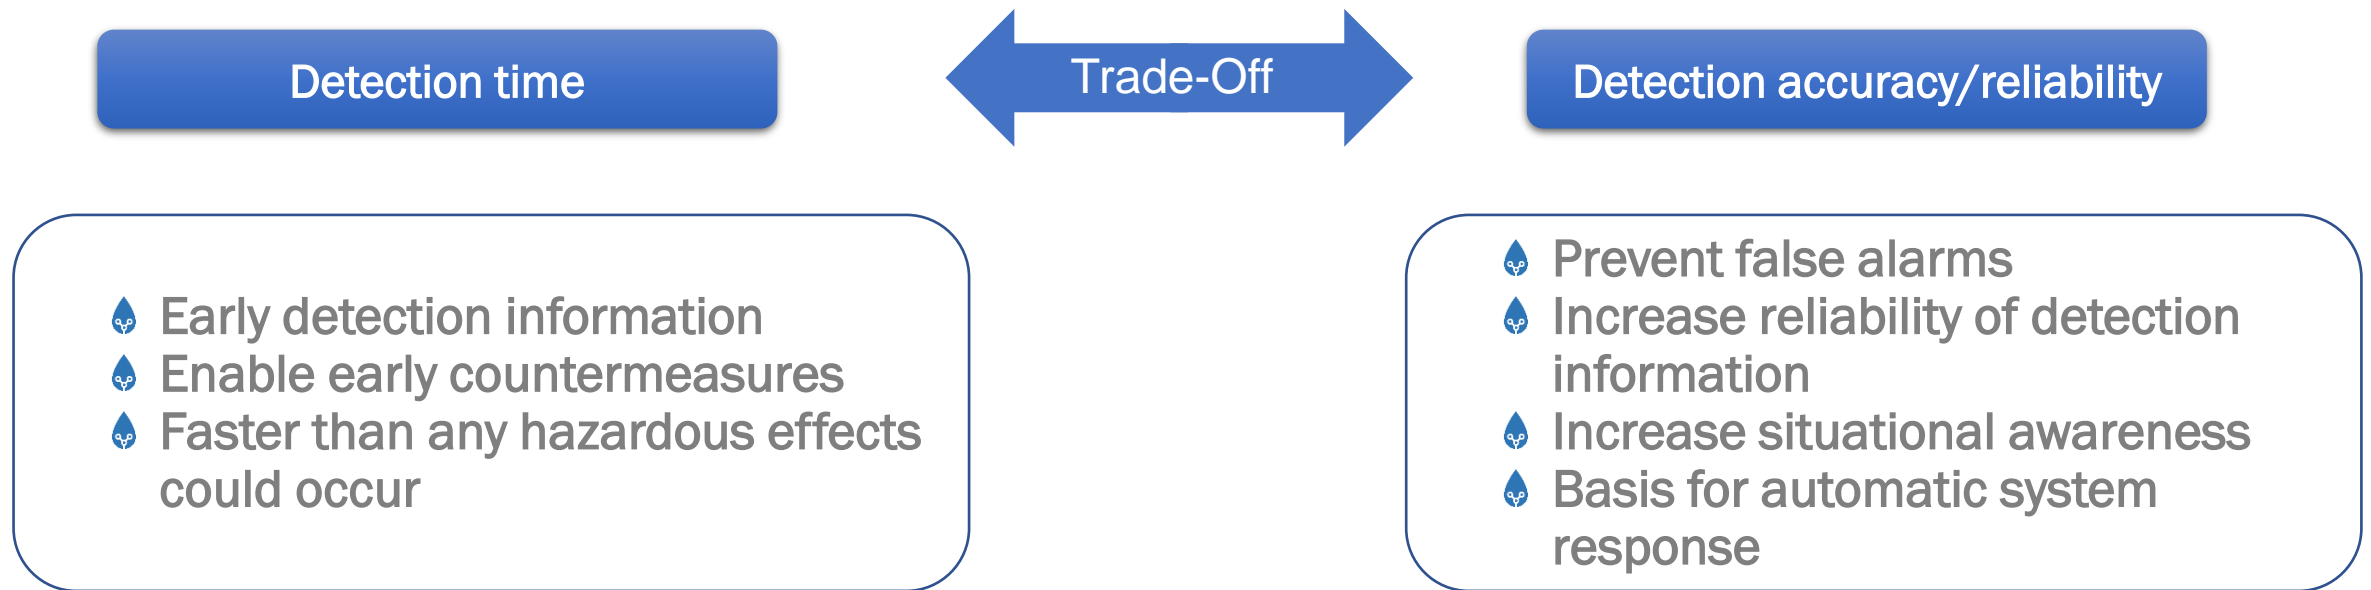 Detection time
Trade-Off
Detection accuracy/reliability
Early detection information
Enable early countermeasures
Faster than any hazardous effects
could occur
Prevent false alarms
Increase reliability of detection
information
Increase situational awareness
Basis for automatic system
response